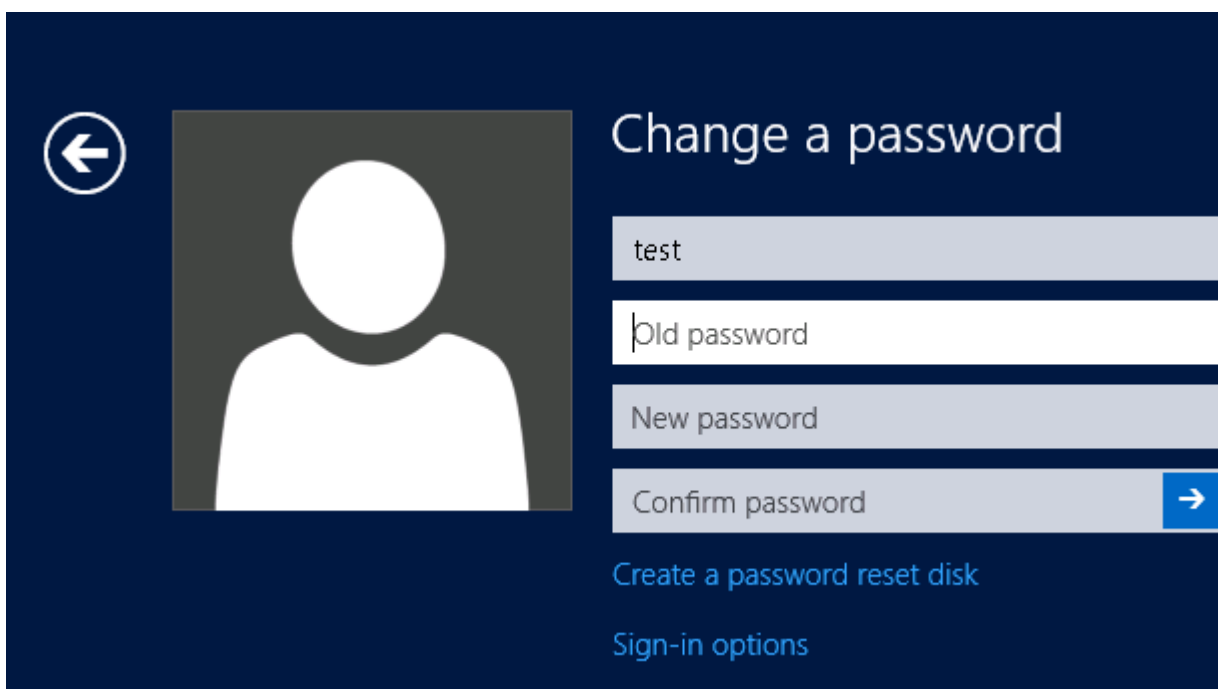 Change a password
test
Old password
New password
Confirm password
Create a password reset disk
Sign-in options